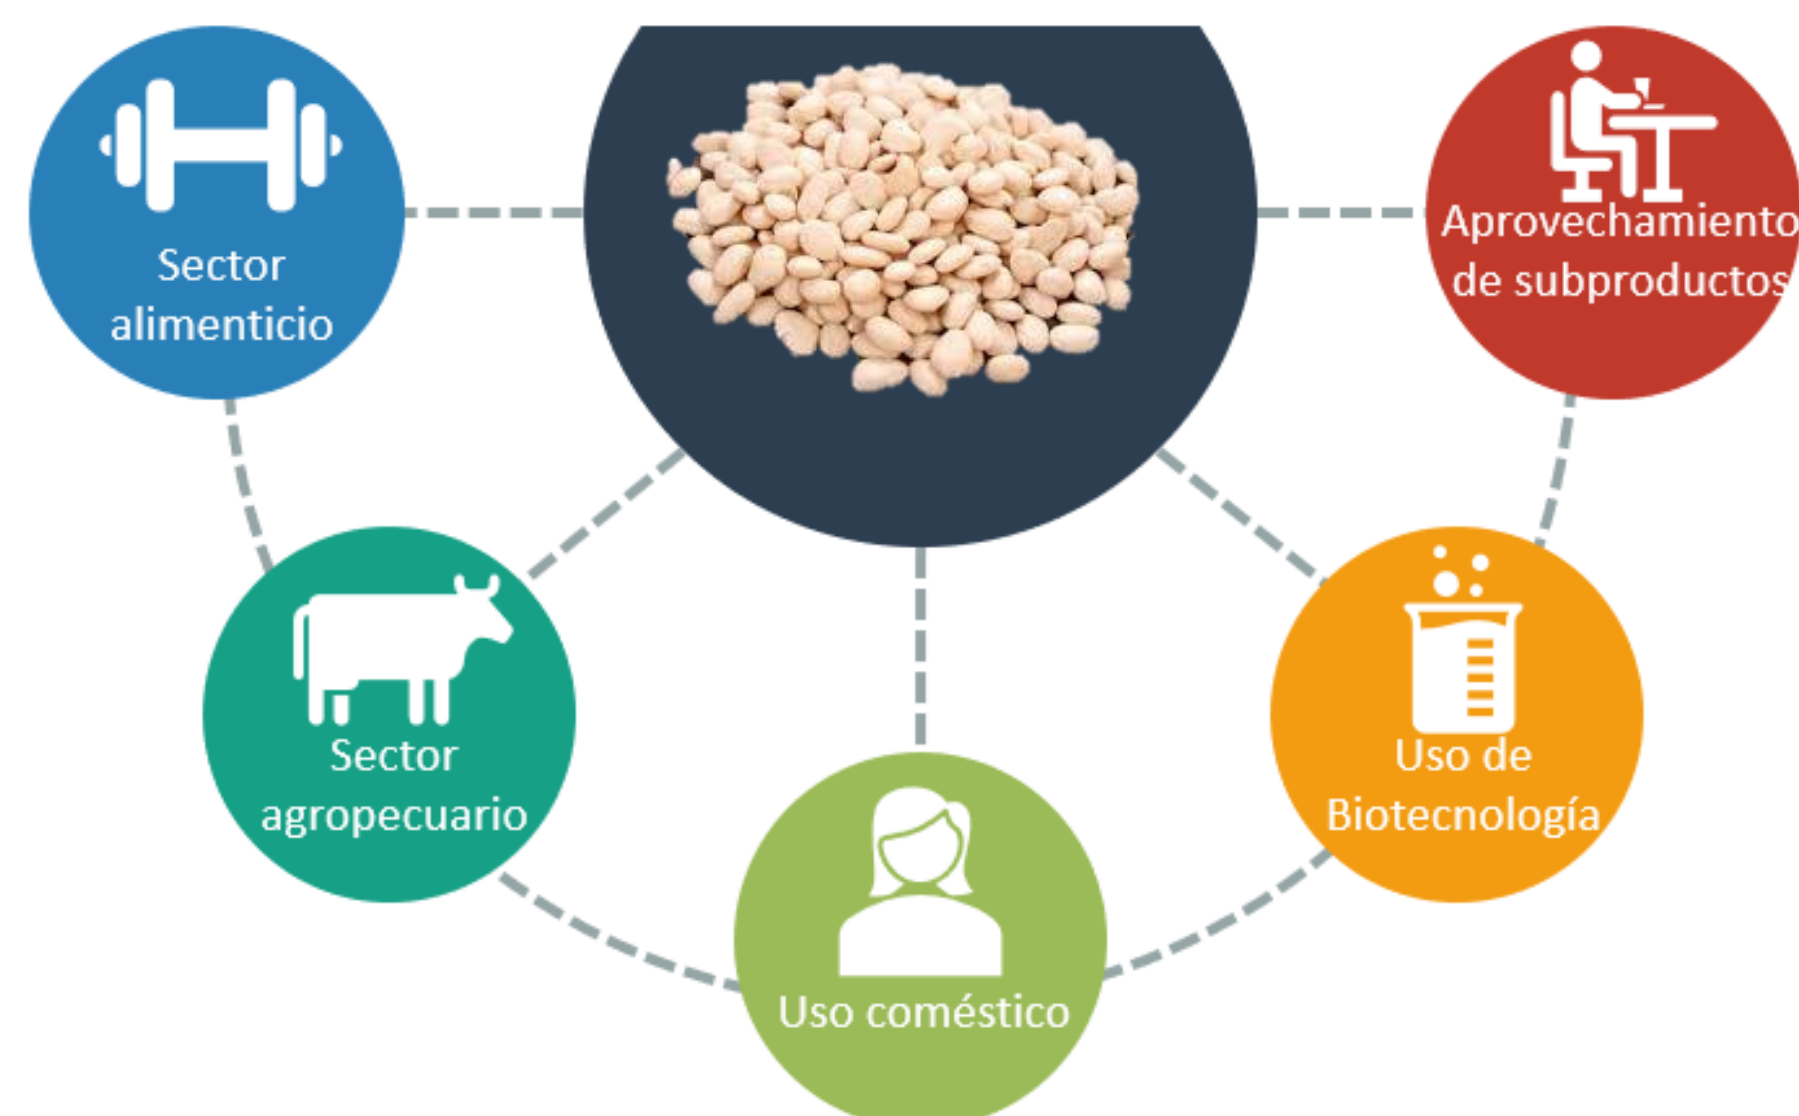 Sector
alimenticio
Aprovechamiento
de subproductos
Sector
agropecuario
Uso de
Biotecnología
Uso coméstico